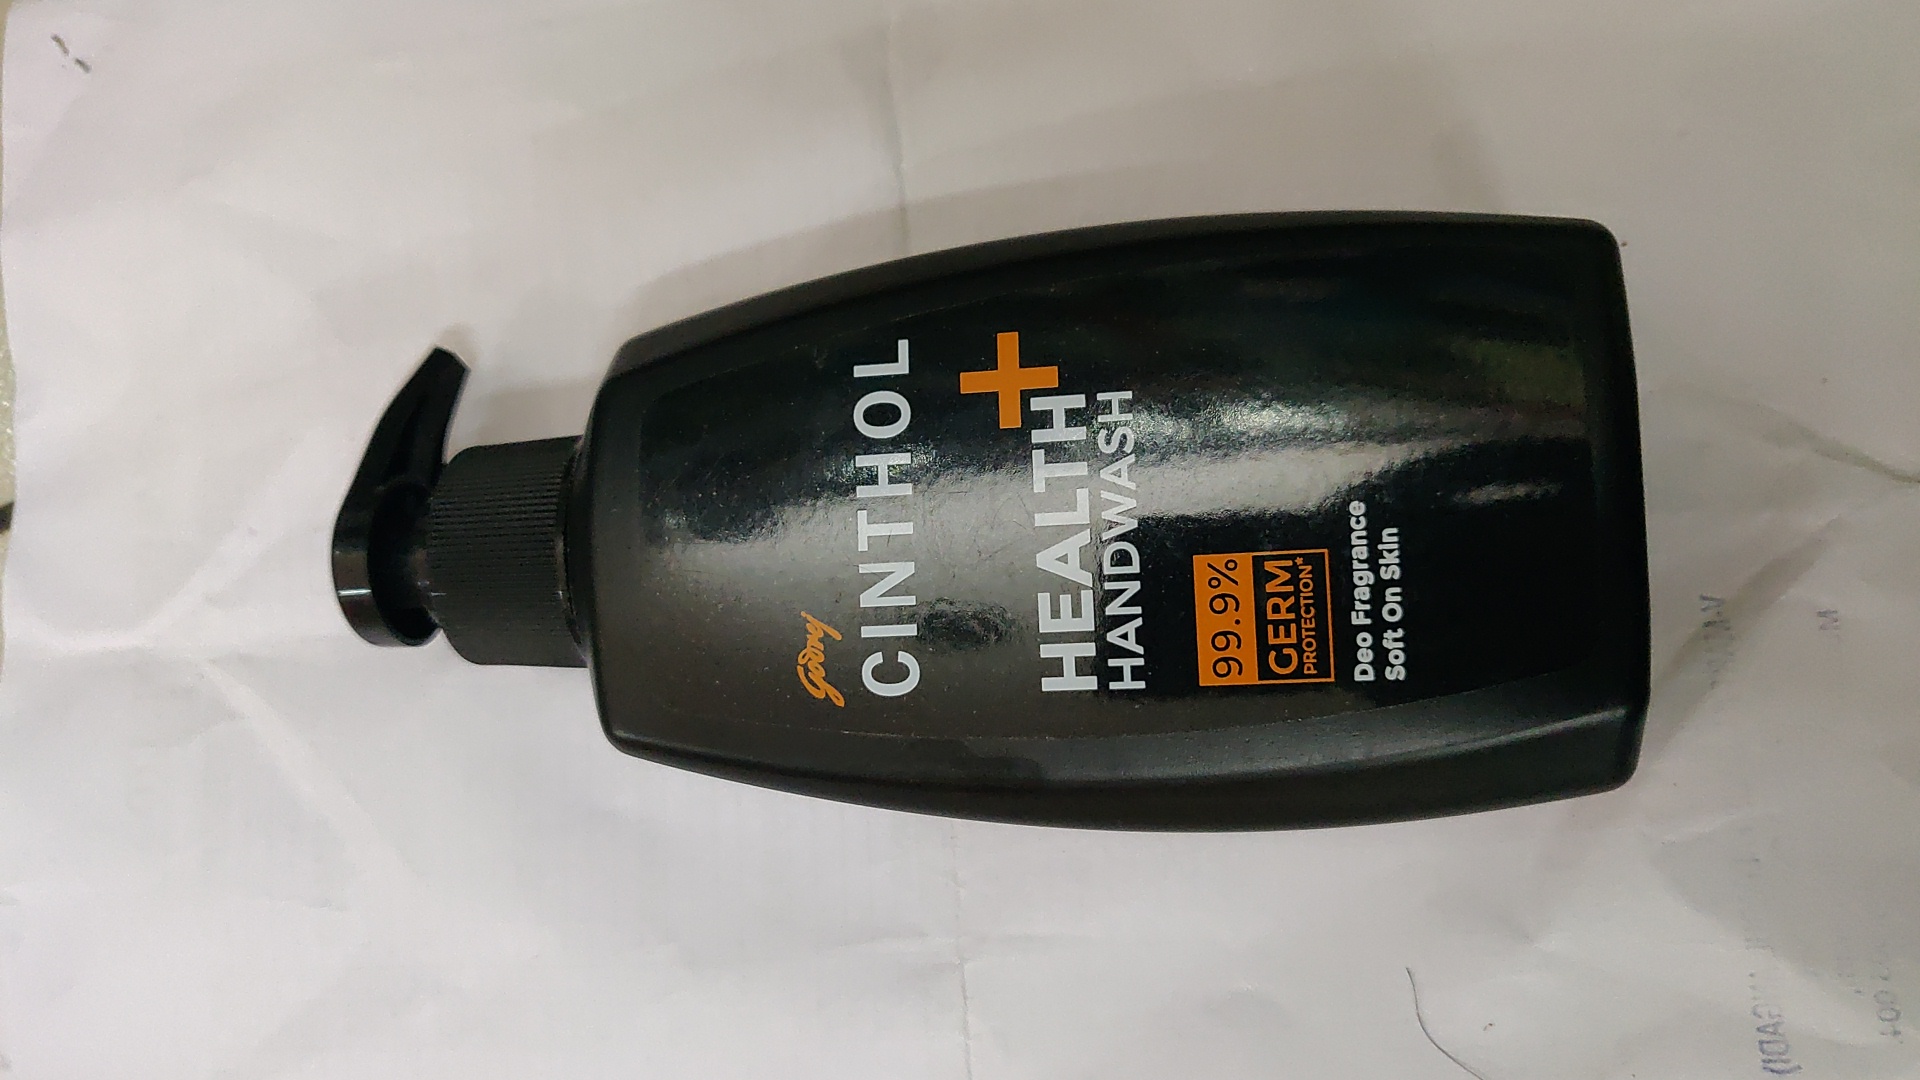 Godrej
CINTHOL
HEALTH+
HANDWASH
99.9%
GERM
PROTECTION*
Deo Fragrance
Soft On Skin